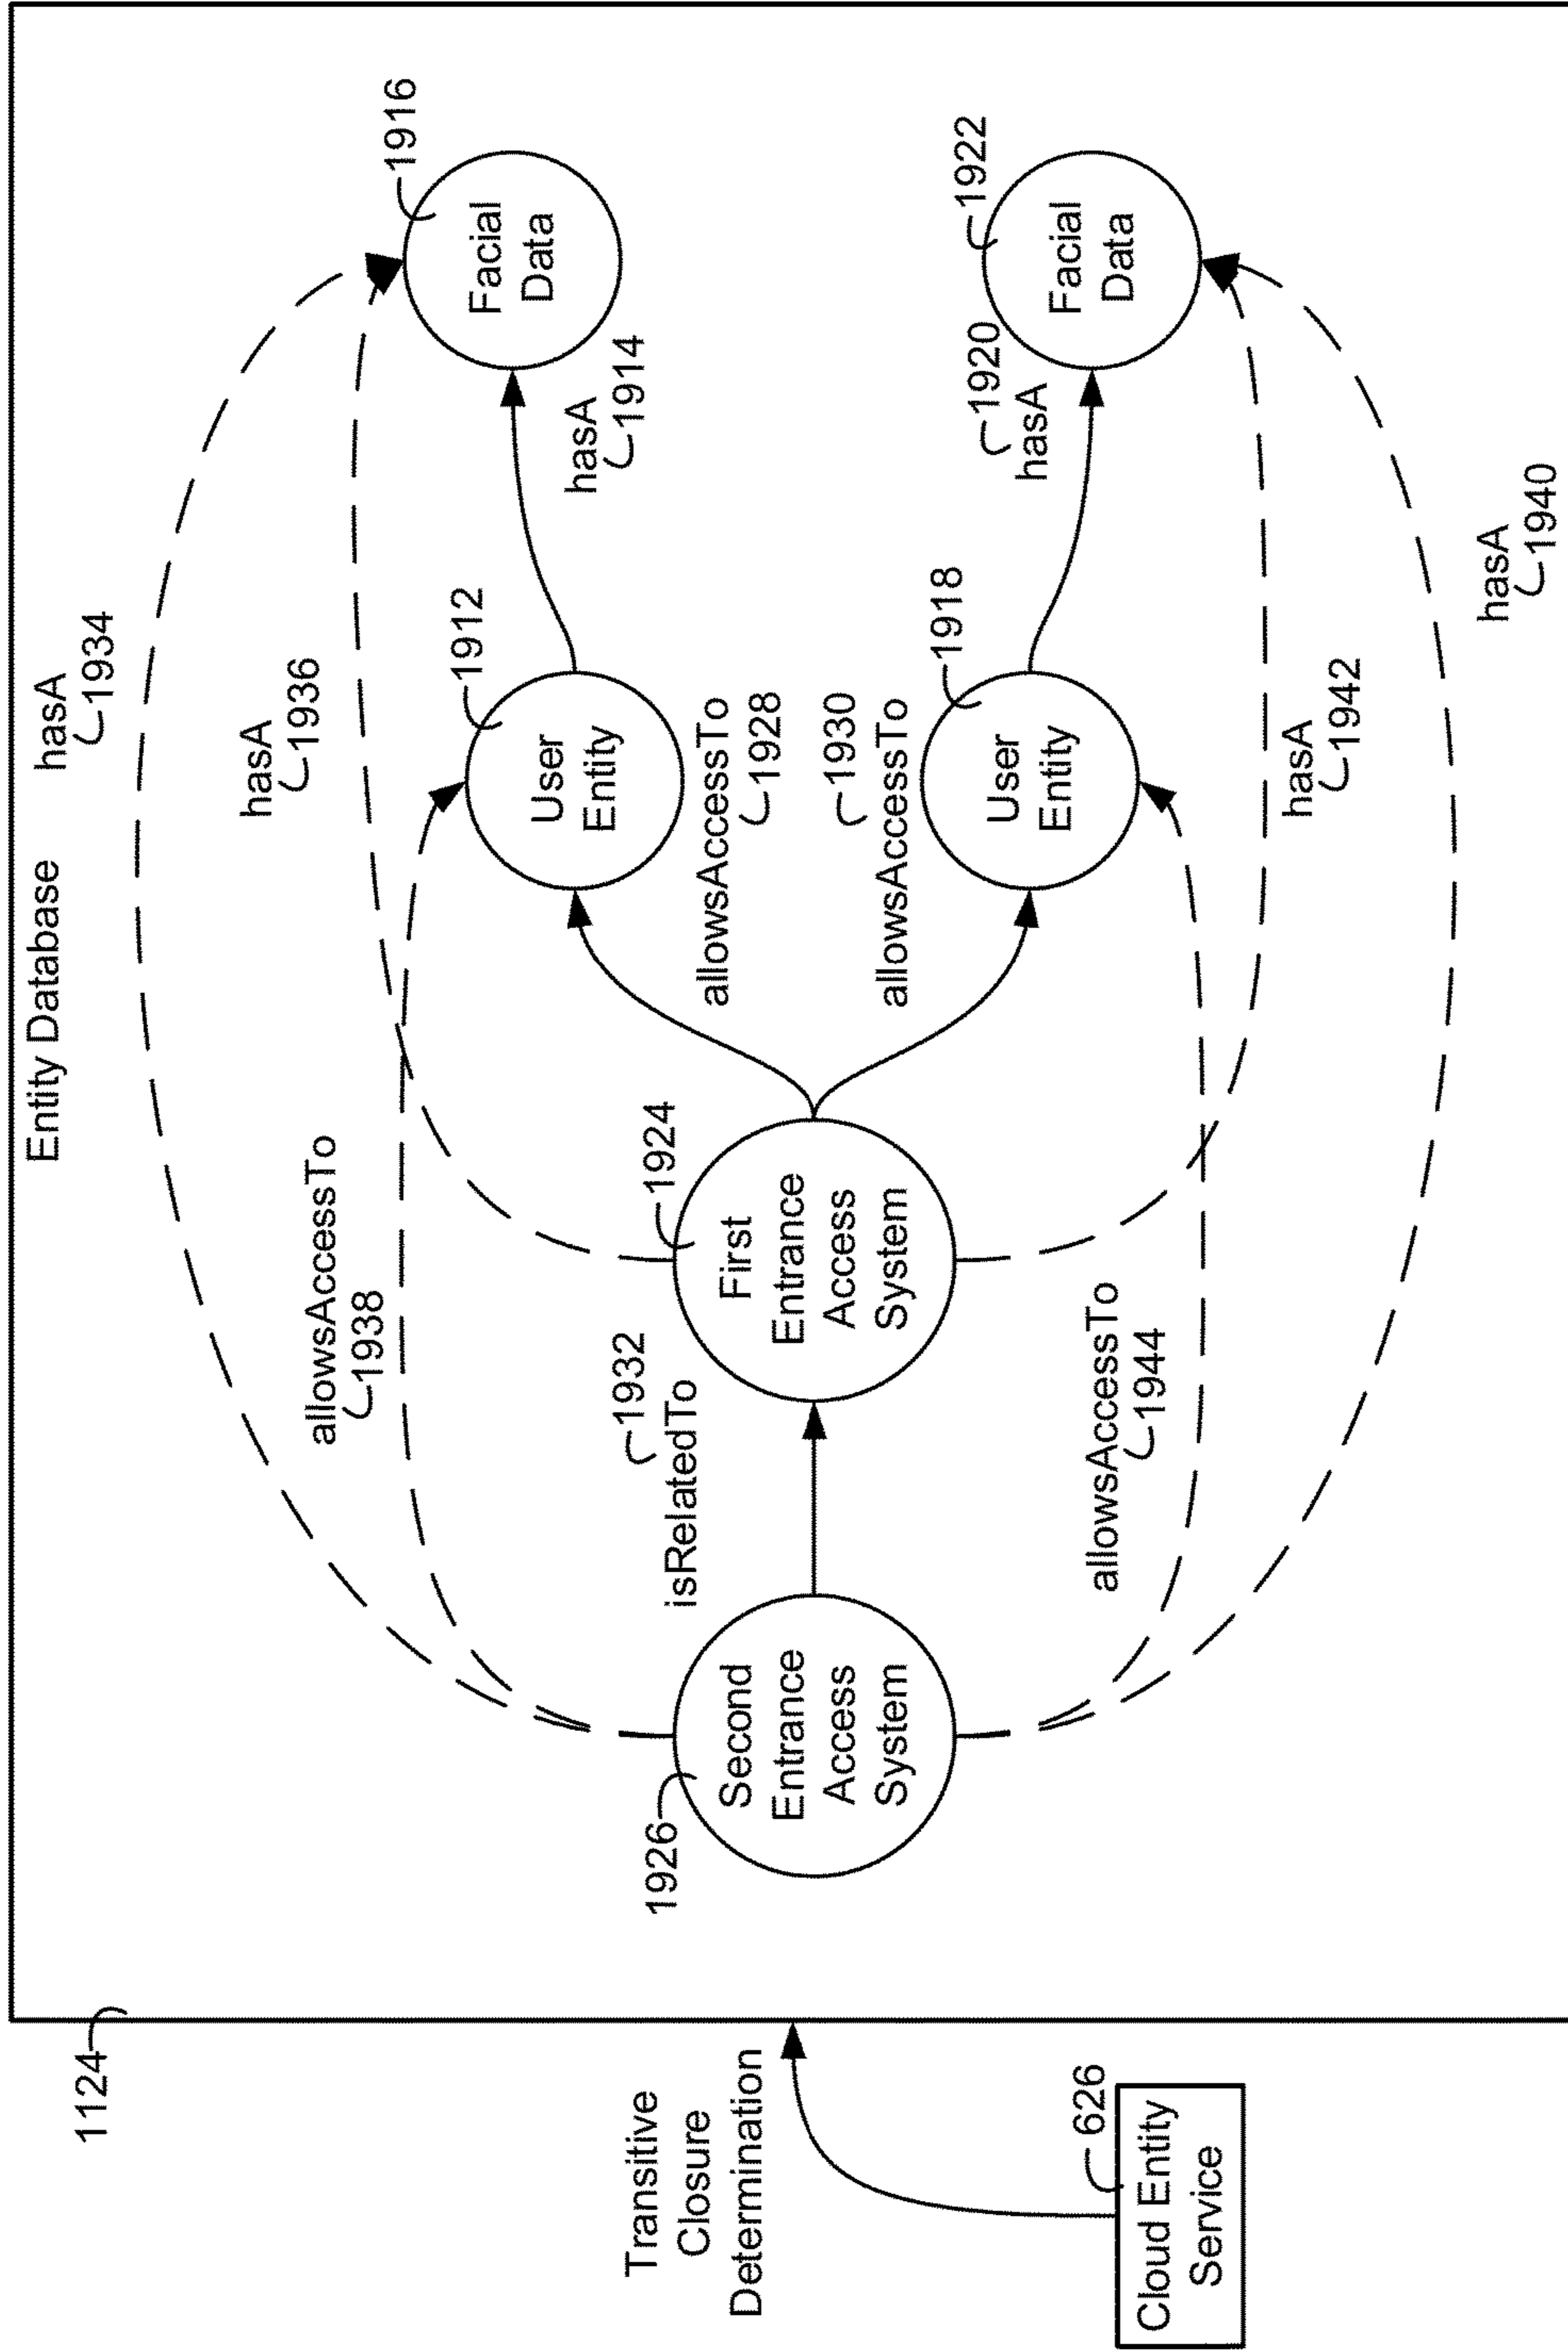 1124
Entity Database
hasA
1934
hasA
1936
allowsAccessTo
1938
1916
Facial
Data
hasA
1914
1912
User
Entity
allowsAccessTo
1928
1930
allowsAccessTo
1918
User
Entity
1920
hasA
1922
Facial
Data
1924
First
Entrance
Access
System
1932
isRelatedTo
1926
Second
Entrance
Access
System
allowsAccessTo
1944
hasA
1942
hasA
1940
Transitive
Closure
Determination
626
Cloud Entity
Service